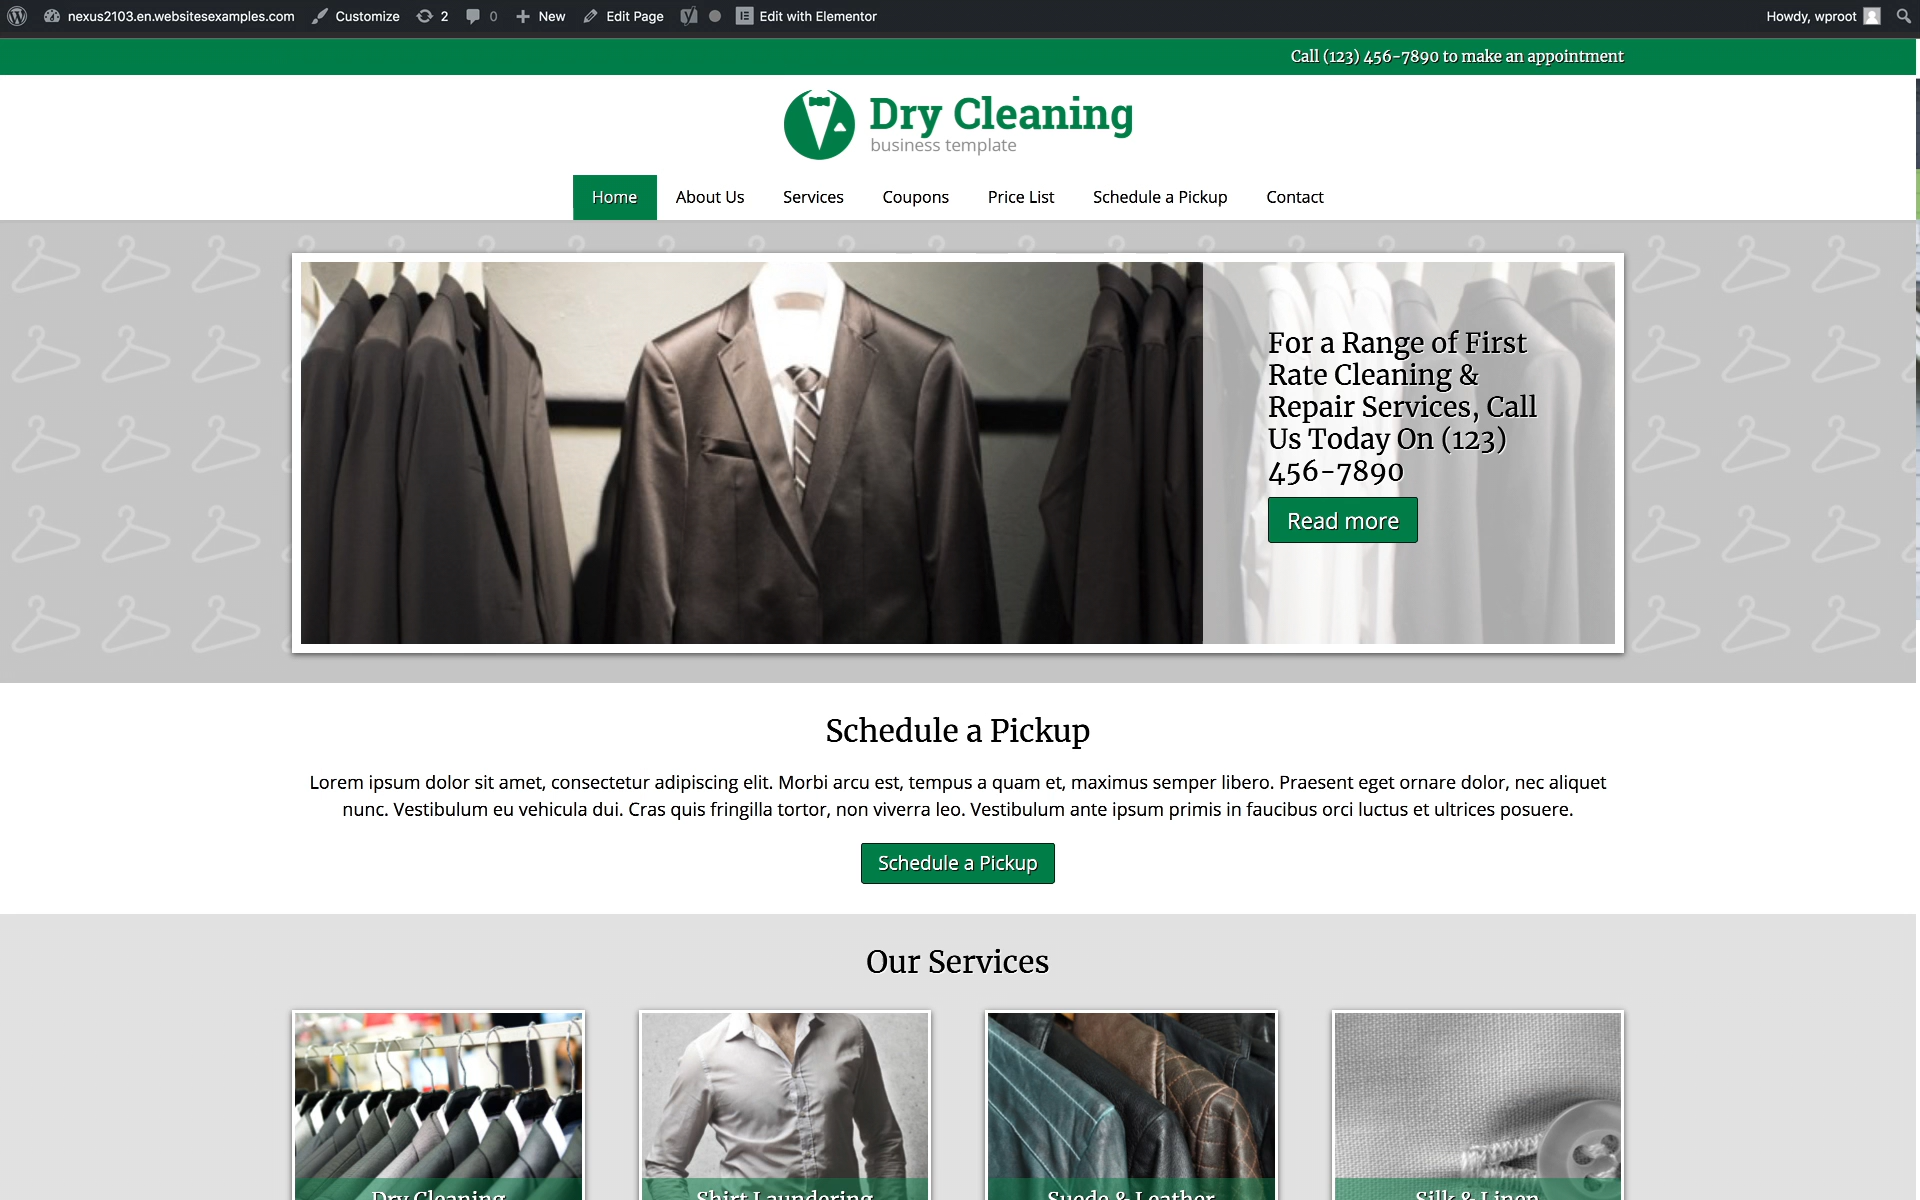 nexus2103.en.websitesexamples.com Customize 2 0 New Edit Page Edit with Elementor Howdy, wproot
Call (123) 456-7890 to make an appointment
Dry Cleaning
business template
Home About Us Services Coupons Price List Schedule a Pickup Contact
For a Range of First
Rate Cleaning &
Repair Services, Call
Us Today On (123)
456-7890
Read more
Schedule a Pickup
Lorem ipsum dolor sit amet, consectetur adipiscing elit. Morbi arcu est, tempus a quam et, maximus semper libero. Praesent eget ornare dolor, nec aliquet
nunc. Vestibulum eu vehicula dui. Cras quis fringilla tortor, non viverra leo. Vestibulum ante ipsum primis in faucibus orci luctus et ultrices posuere.
Schedule a Pickup
Our Services
Dry Cleaning Shirt Laundering Suede & Leather Silk & Linen